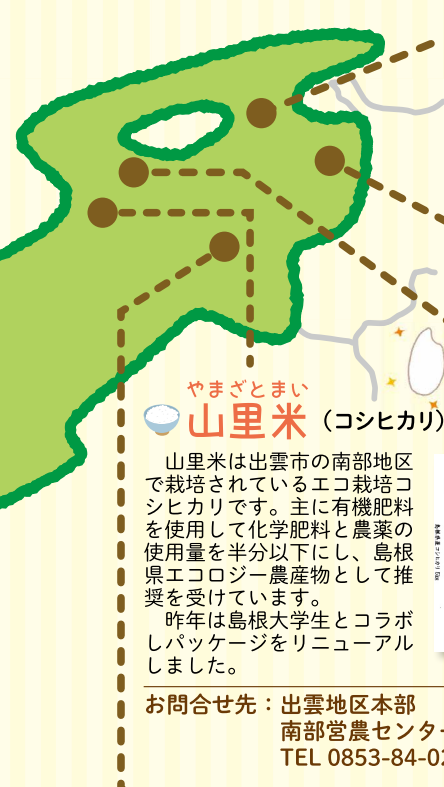 やまざとまい
山里米（コシヒカリ）
　山里米は出雲市の南部地区
で栽培されているエコ栽培コ
シヒカリです。主に有機肥料
を使用して化学肥料と農薬の
使用量を半分以下にし、島根
県エコロジー農産物として推
奨を受けています。
　昨年は島根大学生とコラボ
しパッケージをリニューアル
しました。
お問合せ先：出雲地区本部
南部営農センター
TEL 0853-84-02